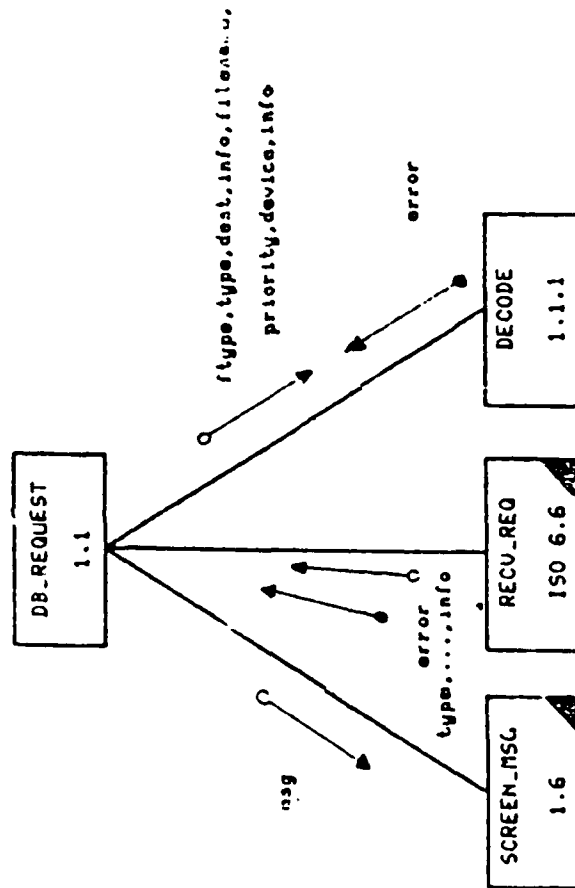 DB_REQUEST
1.1
ftype,type,dest,info,
priority,device,info
error
msg
error
type,...,info
SCREEN_MSG
1.6
RECV_REQ
ISO 6.6
DECODE
1.1.1